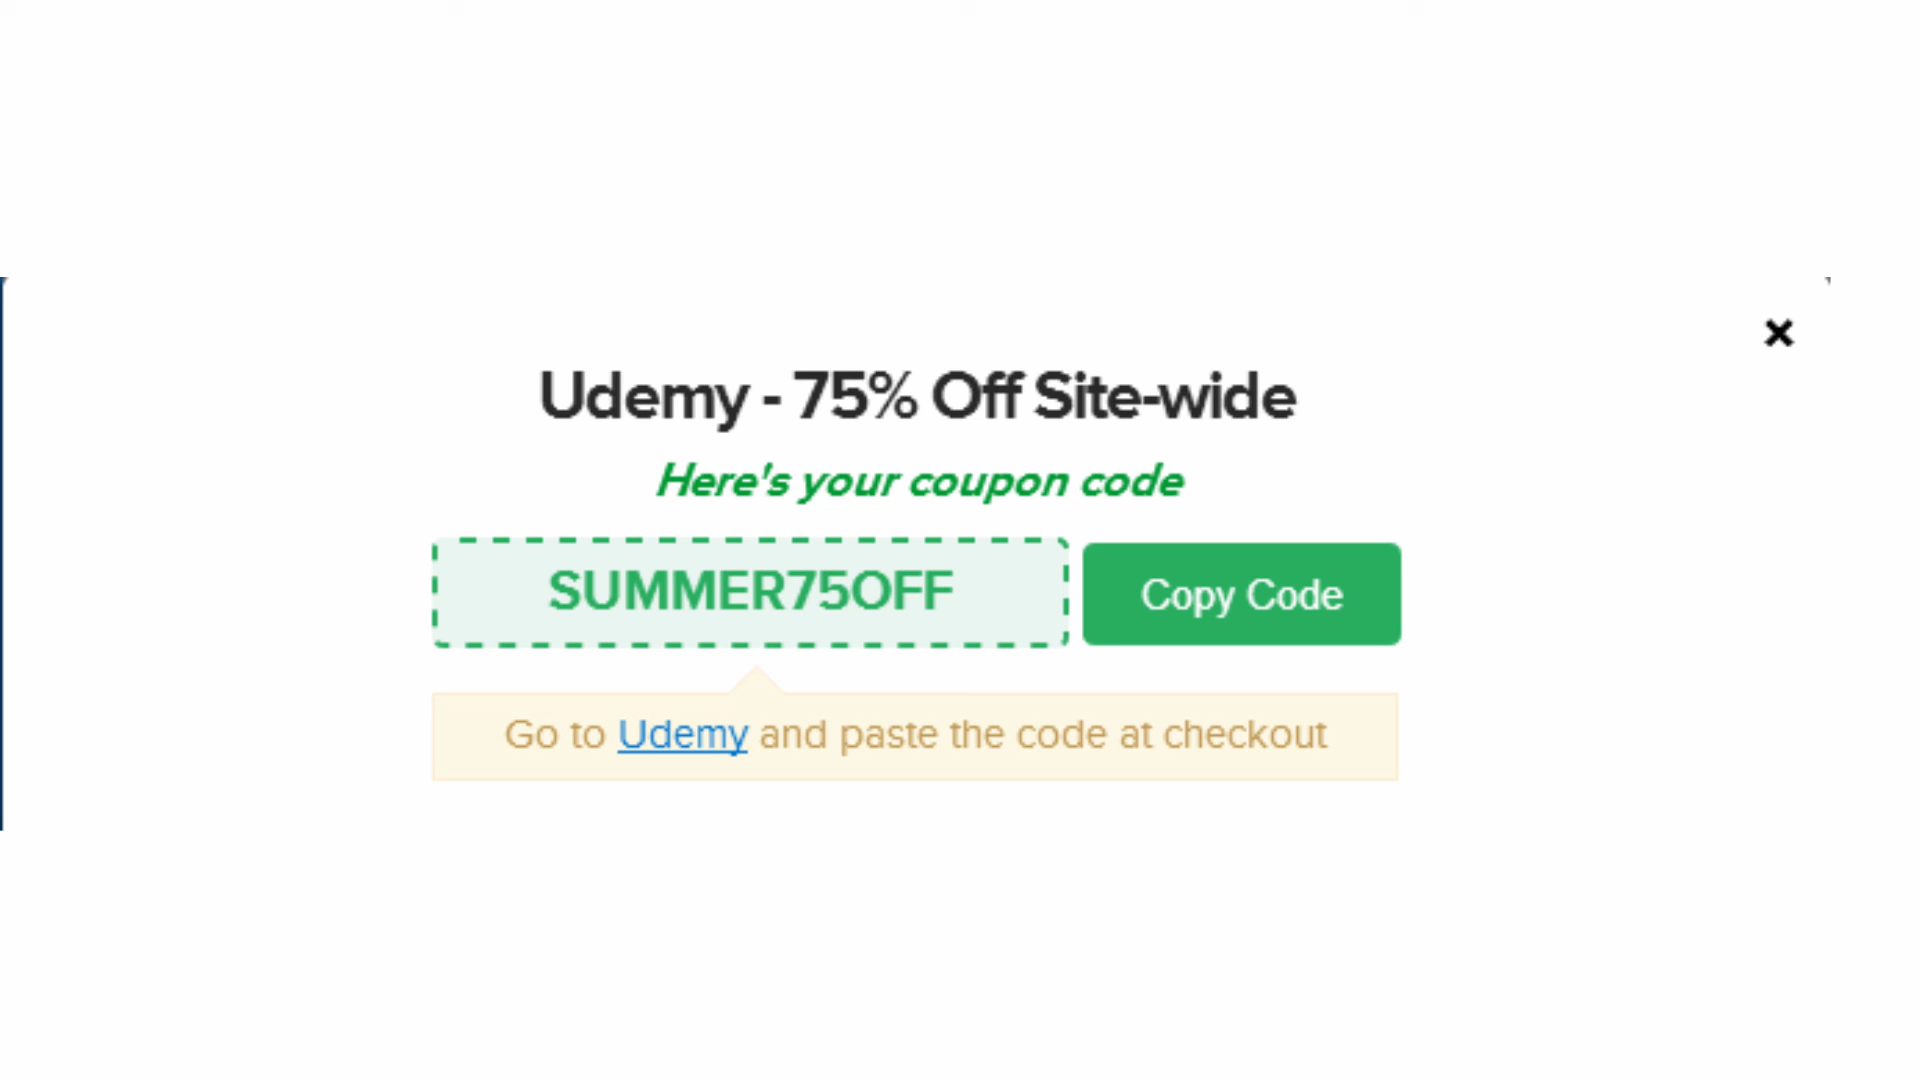 Udemy - 75% Off Site-wide
Here's your coupon code
SUMMER75OFF
Copy Code
Go to Udemy and paste the code at checkout